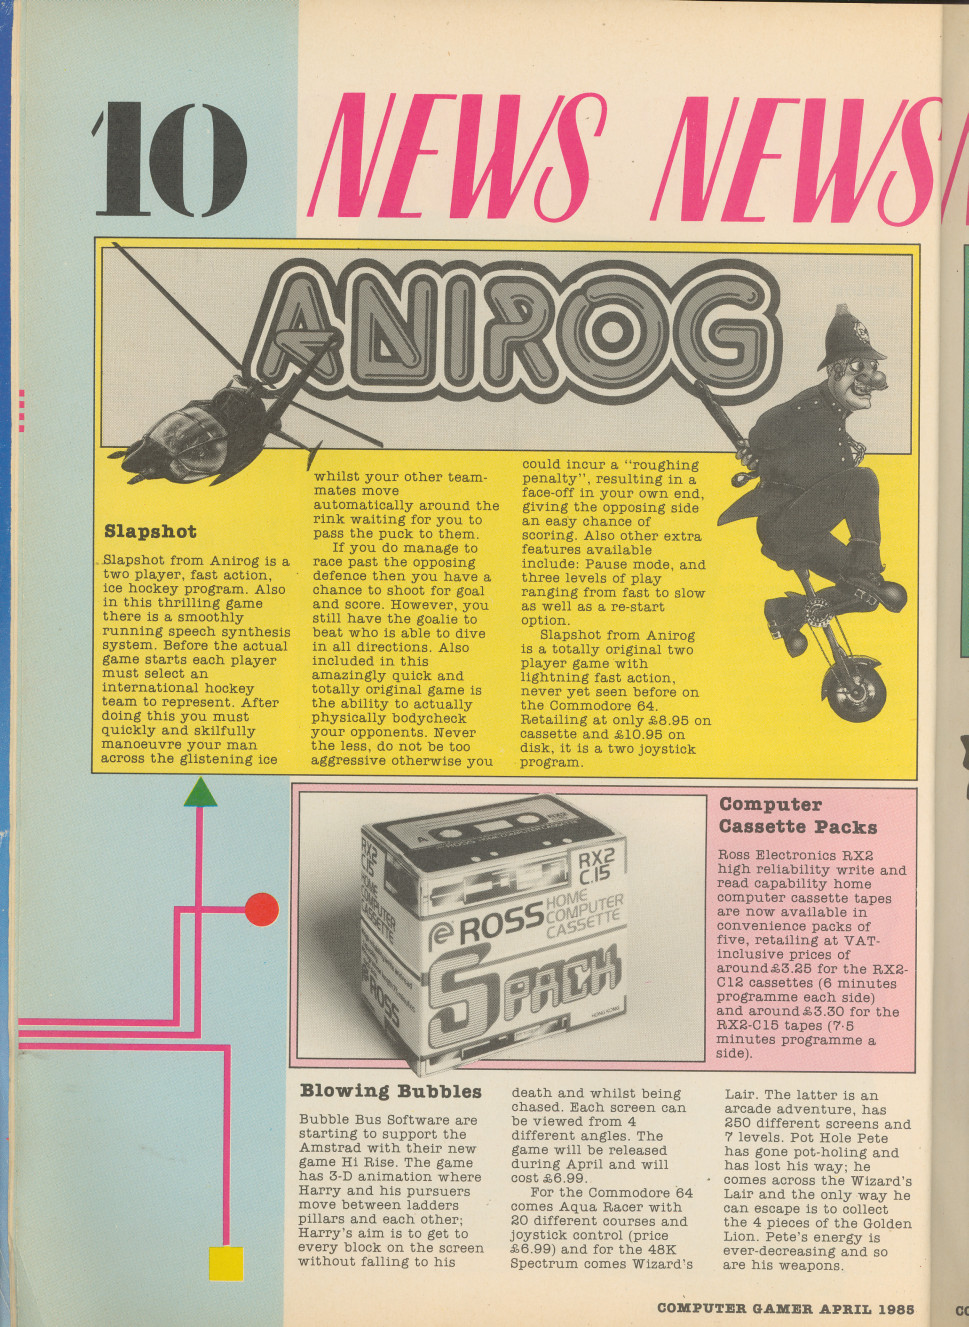 10
NEWS NEWS
ANIROG
Slapshot
Slapshot from Anirog is a
two player, fast action,
ice hockey program. Also
in this thrilling game
there is a smoothly
running speech synthesis
system. Before the actual
game starts each player
must select an
international hockey
team to represent. After
doing this you must
quickly and skilfully
manoeuvre your man
across the glistening ice
whilst your other team-
mates move
automatically around the
rink waiting for you to
pass the puck to them.
If you do manage to
race past the opposing
defence then you have a
chance to shoot for goal
and score. However, you
still have the goalie to
beat who is able to dive
in all directions. Also
included in this
amazingly quick and
totally original game is
the ability to actually
physically bodycheck
your opponents. Never
the less, do not be too
aggressive otherwise you
could incur a "roughing
penalty", resulting in a
face-off in your own end,
giving the opposing side
an easy chance of
scoring. Also other extra
features available
include: Pause mode, and
three levels of play
ranging from fast to slow
as well as a re-start
option.
Slapshot from Anirog
is a totally original two
player game with
lightning fast action,
never yet seen before on
the Commodore 64.
Retailing at only £8.95 on
cassette and £10.95 on
disk, it is a two joystick
program.
A
RX2
C.15
HOME
COMPUTER
CASSETTE
RX2
C.15
ROSS
HOME
COMPUTER
CASSETTE
5 PACK
ROSS
HONG KONG
Computer
Cassette Packs
Ross Electronics RX2
high reliability write and
read capability home
computer cassette tapes
are now available in
convenience packs of
five, retailing at VAT-
inclusive prices of
around £3.25 for the RX2-
C12 cassettes (6 minutes
programme each side)
and around £3.30 for the
RX2-C15 tapes (7·5
minutes programme a
side).
Blowing Bubbles
Bubble Bus Software are
starting to support the
Amstrad with their new
game Hi Rise. The game
has 3-D animation where
Harry and his pursuers
move between ladders
pillars and each other;
Harry's aim is to get to
every block on the screen
without falling to his
death and whilst being
chased. Each screen can
be viewed from 4
different angles. The
game will be released
during April and will
cost £6.99.
For the Commodore 64
comes Aqua Racer with
20 different courses and
joystick control (price
£6.99) and for the 48K
Spectrum comes Wizard's
Lair. The latter is an
arcade adventure, has
250 different screens and
7 levels. Pot Hole Pete
has gone pot-holing and
has lost his way; he
comes across the Wizard's
Lair and the only way he
can escape is to collect
the 4 pieces of the Golden
Lion. Pete's energy is
ever-decreasing and so
are his weapons.
COMPUTER GAMER APRIL 1985
CO